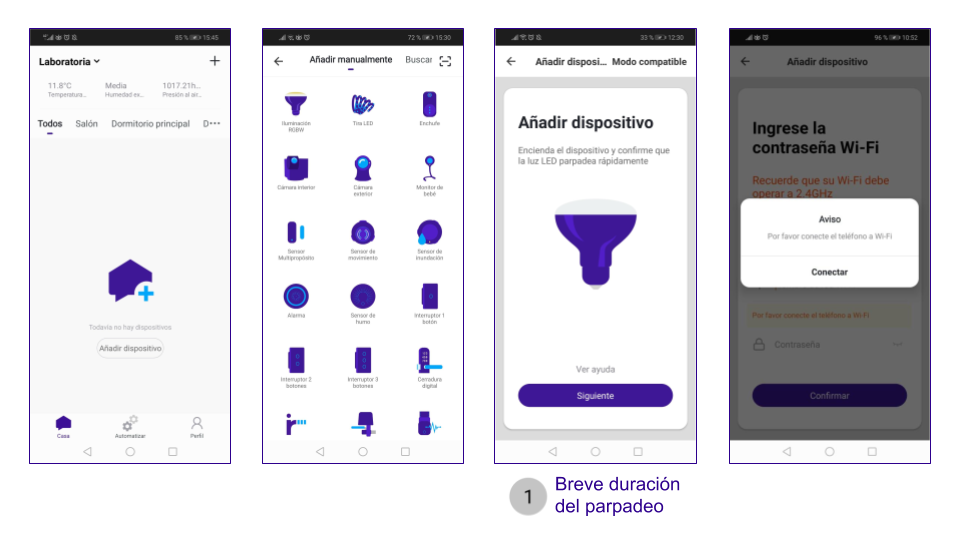 85 % 15:45
Laboratoria
11.8°C Media 1017.21h...
Temperatura... Humedad ex... Presión al air...
Todos Salón Dormitorio principal D
Todavía no hay dispositivos
Añadir dispositivo
Casa Automatizar Perfil
72 % 15:30
Añadir manualmente Buscar
Iluminación
RGBW
Tira LED
Enchufe
Cámara interior
Cámara
exterior
Monitor de
bebé
Sensor
Multipropósito
Sensor de
movimiento
Sensor de
inundación
Alarma
Sensor de
humo
Interruptor 1
botón
Interruptor 2
botones
Interruptor 3
botones
Cerradura
digital
33 % 12:30
Añadir disposi... Modo compatible
Añadir dispositivo
Encienda el dispositivo y confirme que
la luz LED parpadea rápidamente
Ver ayuda
Siguiente
96 % 10:52
Añadir dispositivo
Ingrese la
contraseña Wi-Fi
Recuerde que su Wi-Fi debe
operar a 2.4GHz
Aviso
Por favor conecte el teléfono a Wi-Fi
Conectar
Por favor conecte el teléfono a Wi-Fi
Contraseña
Confirmar
1 Breve duración
del parpadeo